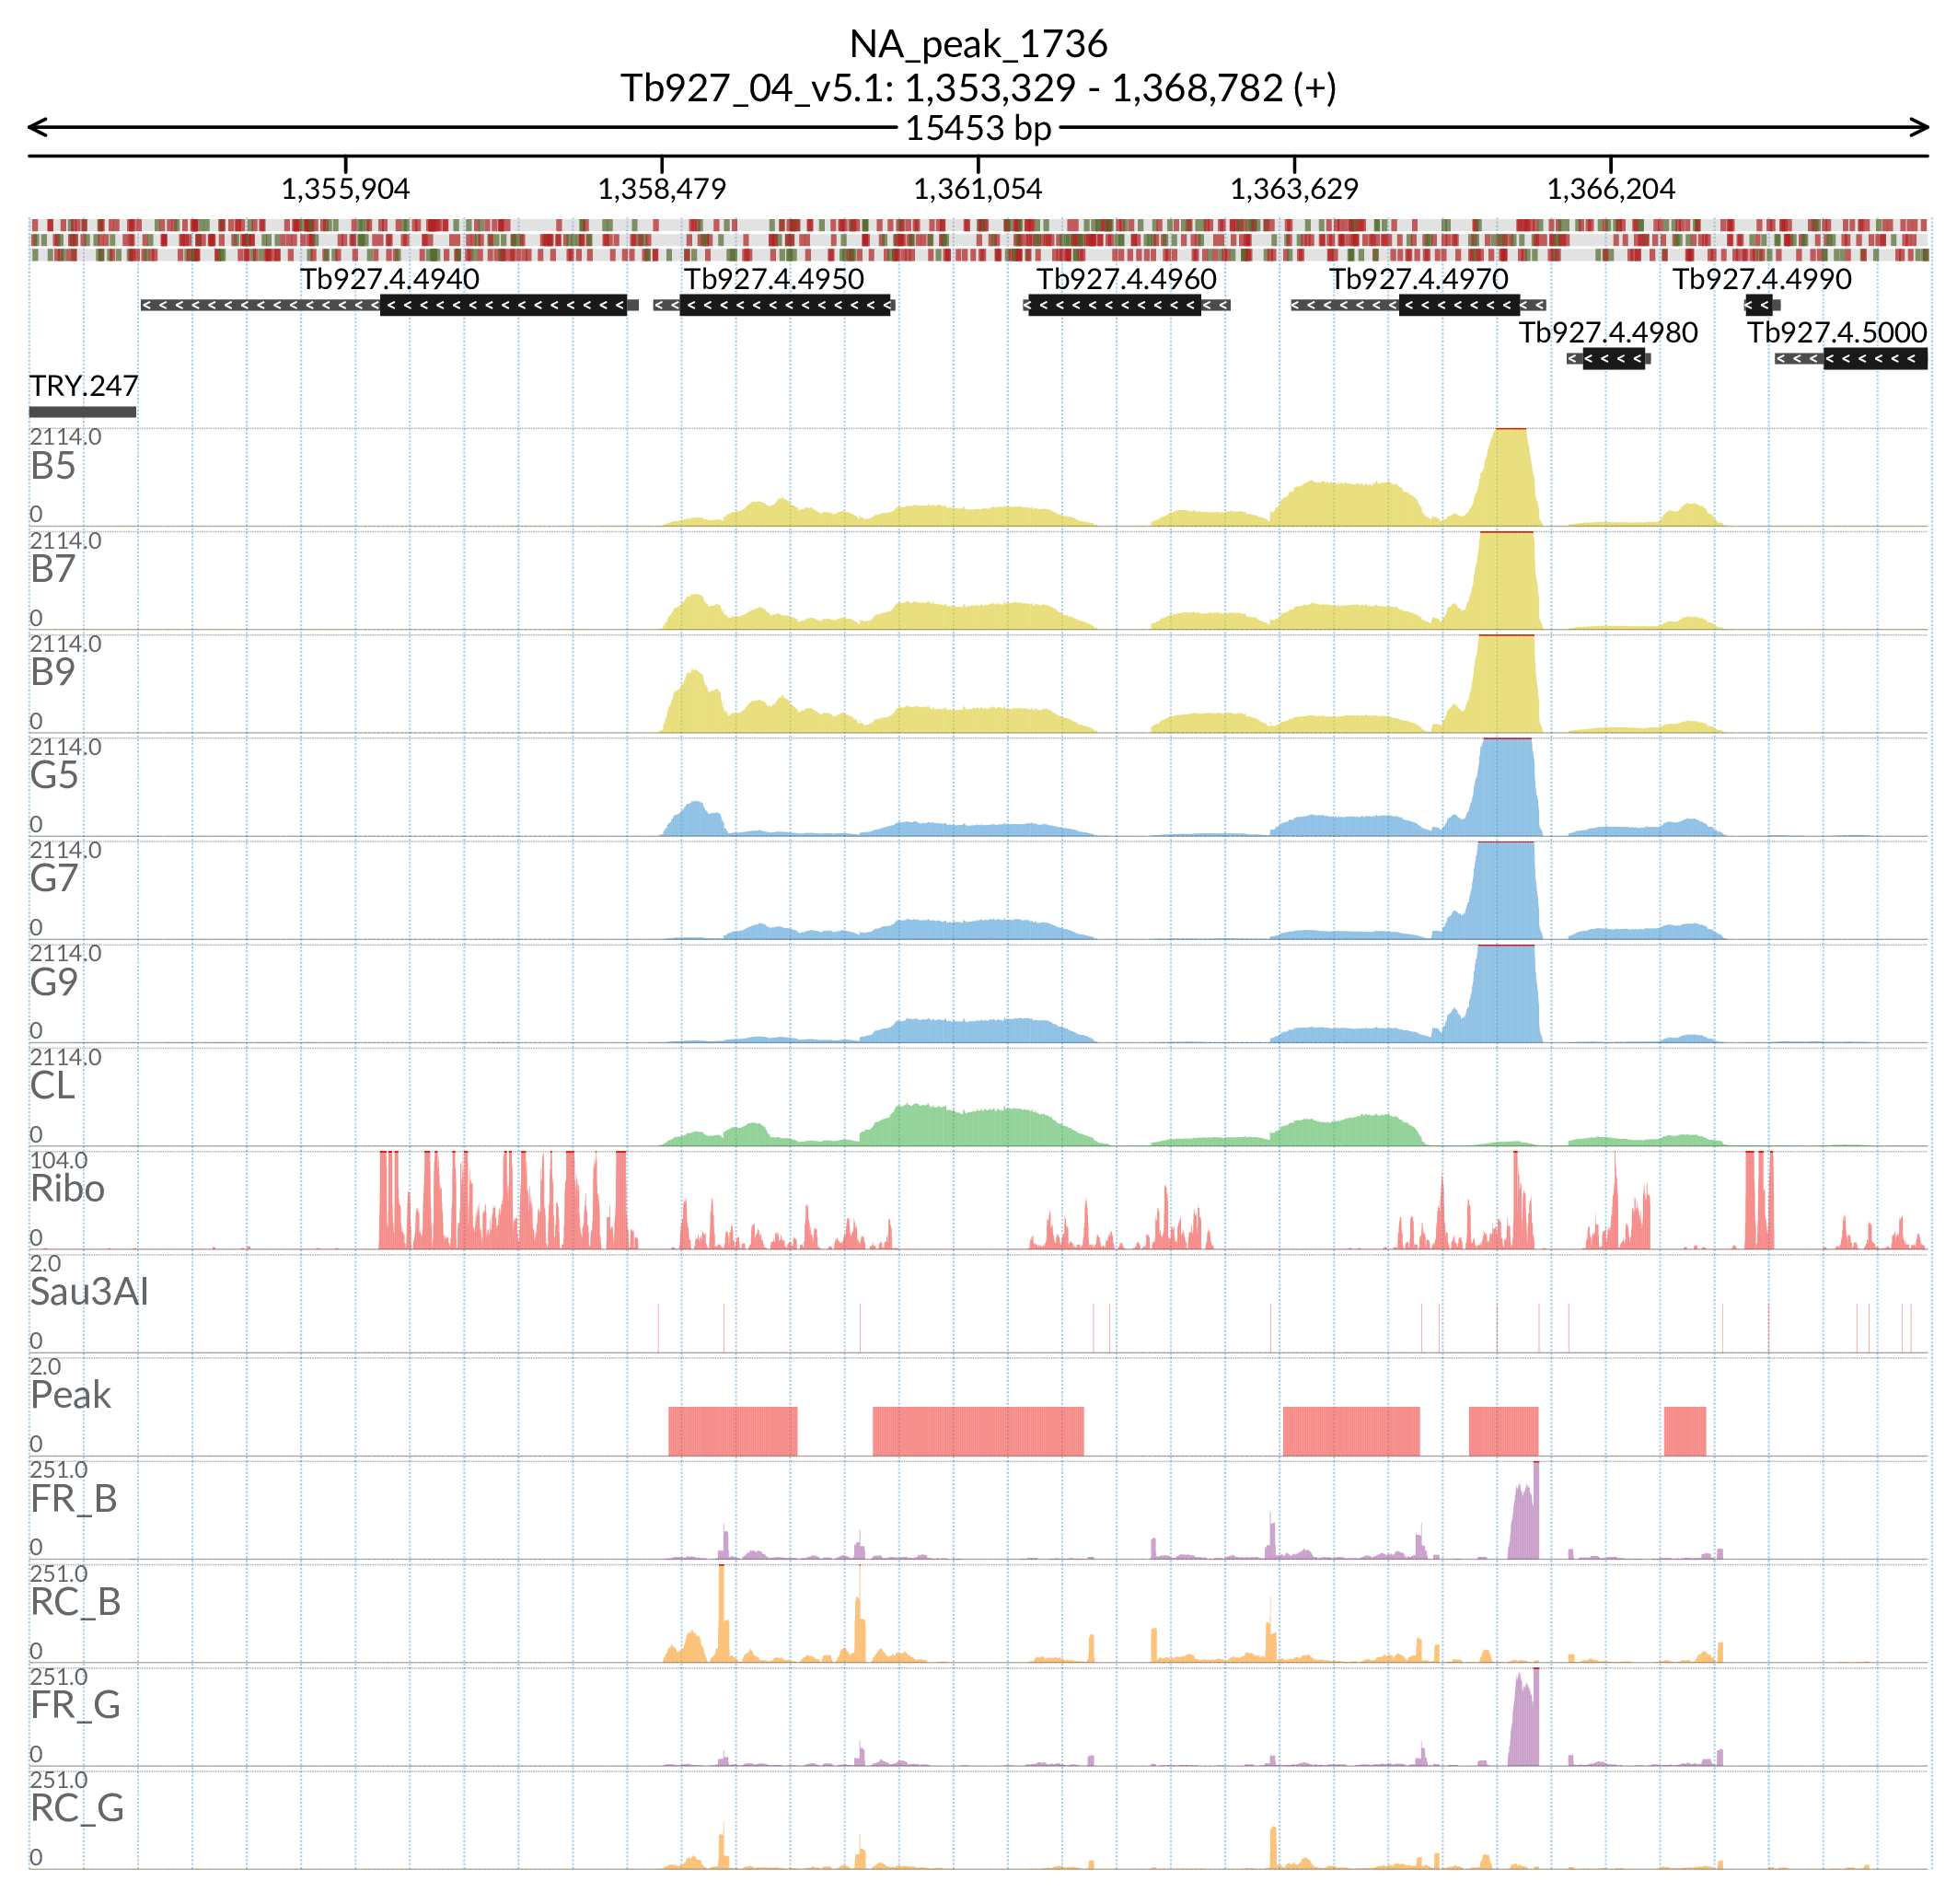 NA_peak_1736
Tb927_04_v5.1: 1,353,329 - 1,368,782 (+)
15453 bp
1,355,904 1,358,479 1,361,054 1,363,629 1,366,204
Tb927.4.4940 Tb927.4.4950 Tb927.4.4960 Tb927.4.4970 Tb927.4.4990
Tb927.4.4980 Tb927.4.5000
TRY.247
2114.0
B5
0
2114.0
B7
0
2114.0
B9
0
2114.0
G5
0
2114.0
G7
0
2114.0
G9
0
2114.0
CL
0
104.0
Ribo
0
2.0
Sau3AI
0
2.0
Peak
0
251.0
FR_B
0
251.0
RC_B
0
251.0
FR_G
0
251.0
RC_G
0